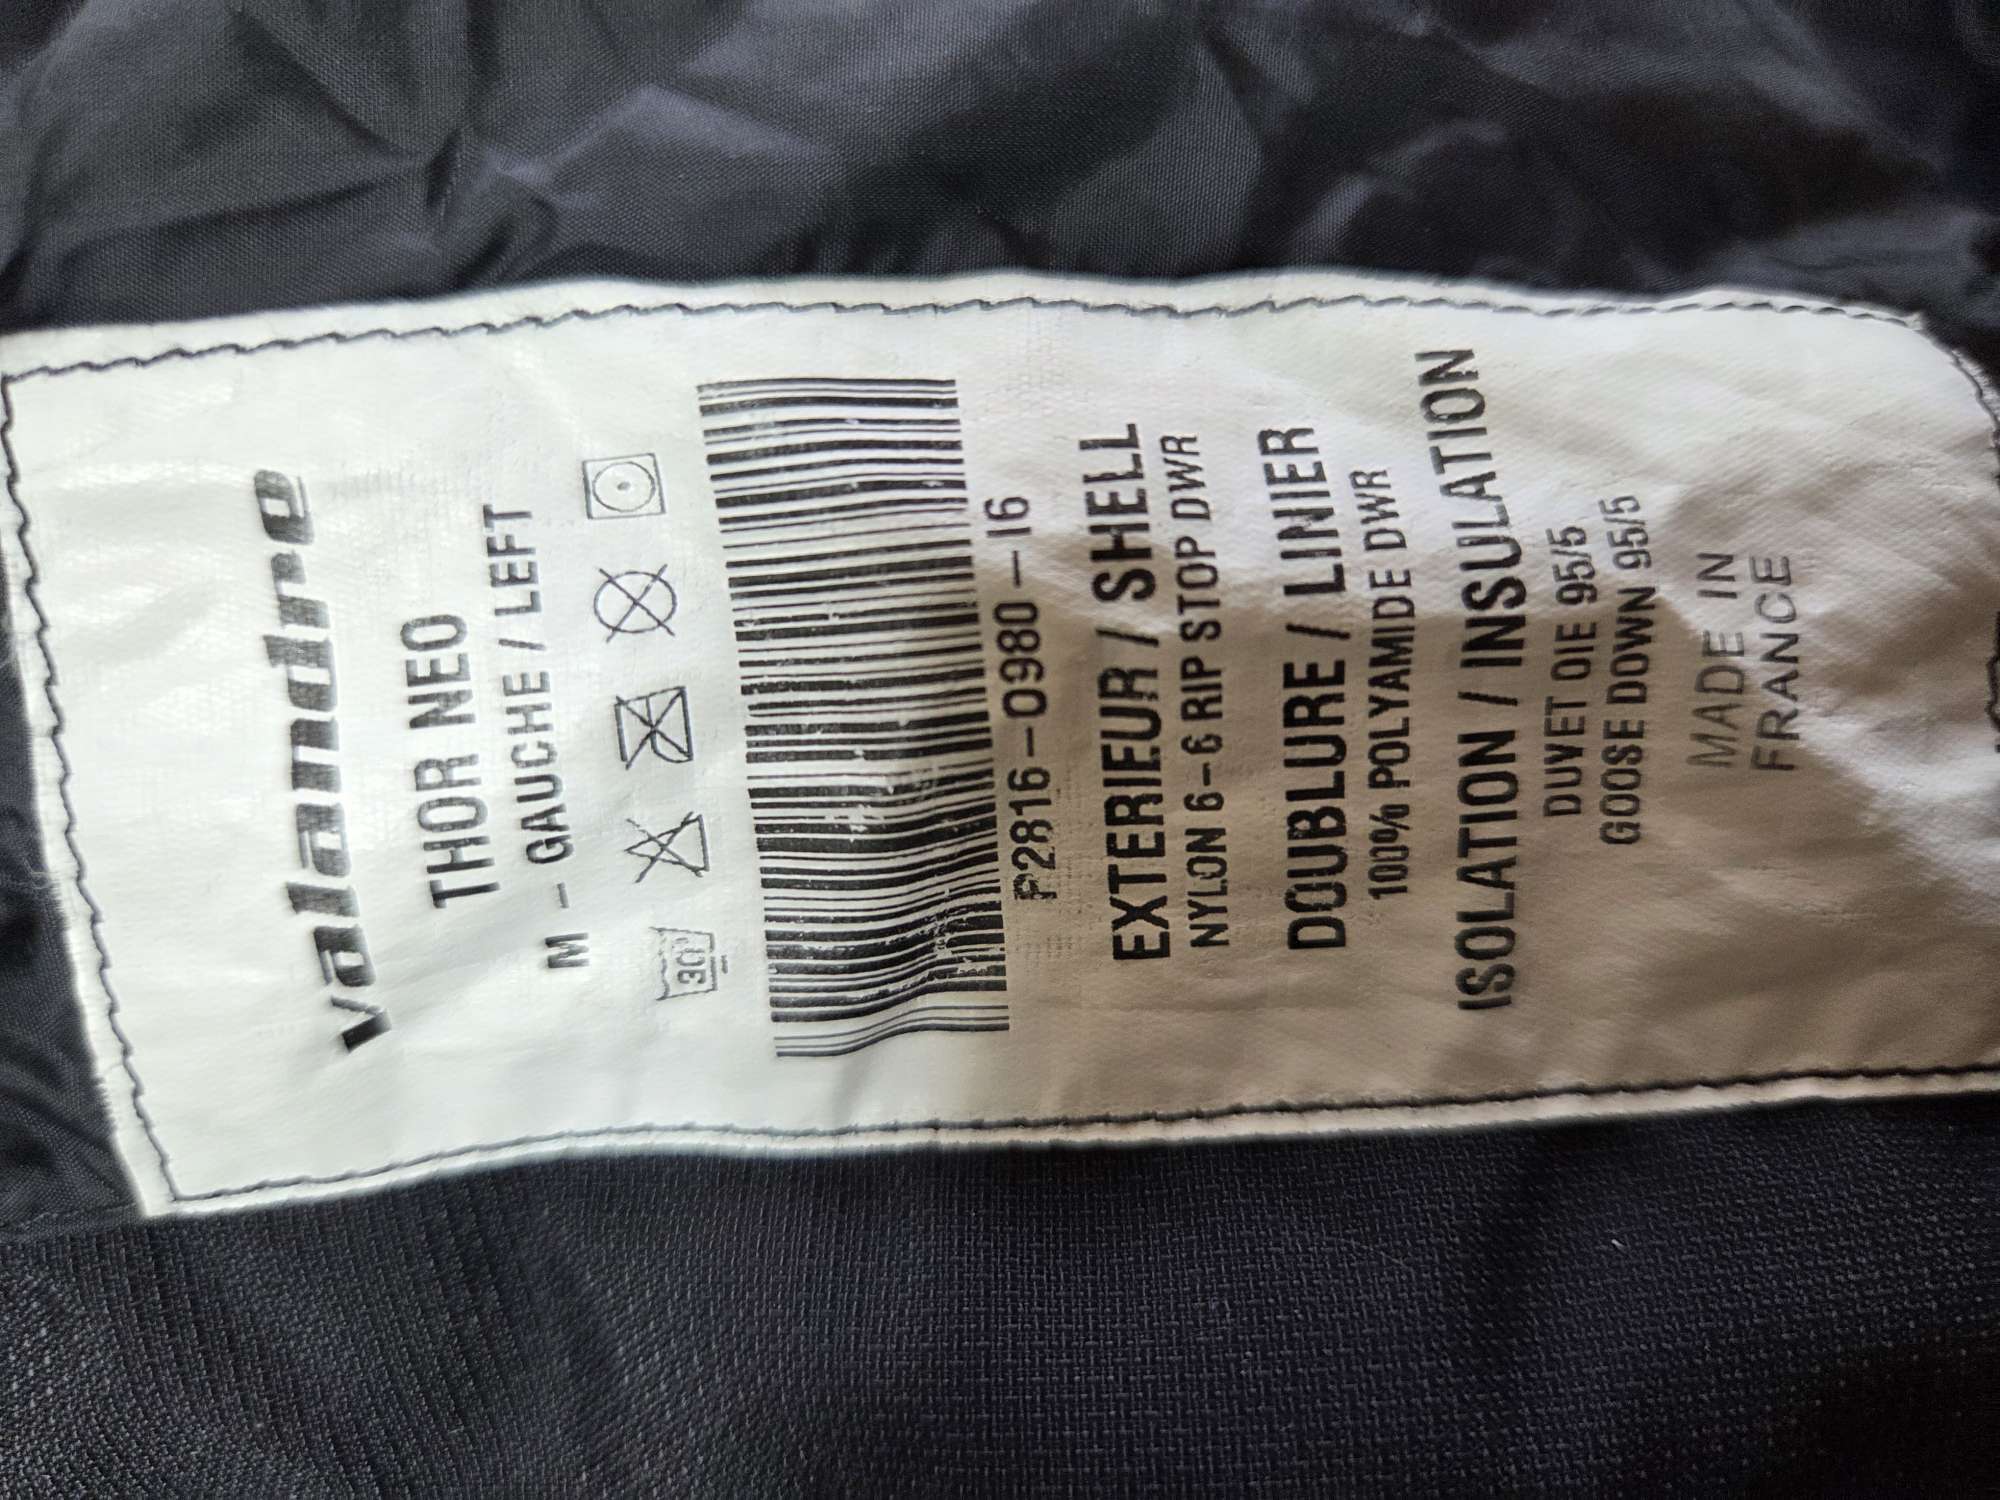 valandre
THOR NEO
M - GAUCHE / LEFT
30°
P2816-0980-16
EXTERIEUR / SHELL
NYLON 6-6 RIP STOP DWR
DOUBLURE / LINIER
100% POLYAMIDE DWR
ISOLATION / INSULATION
DUVET OIE 95/5
GOOSE DOWN 95/5
MADE IN
FRANCE